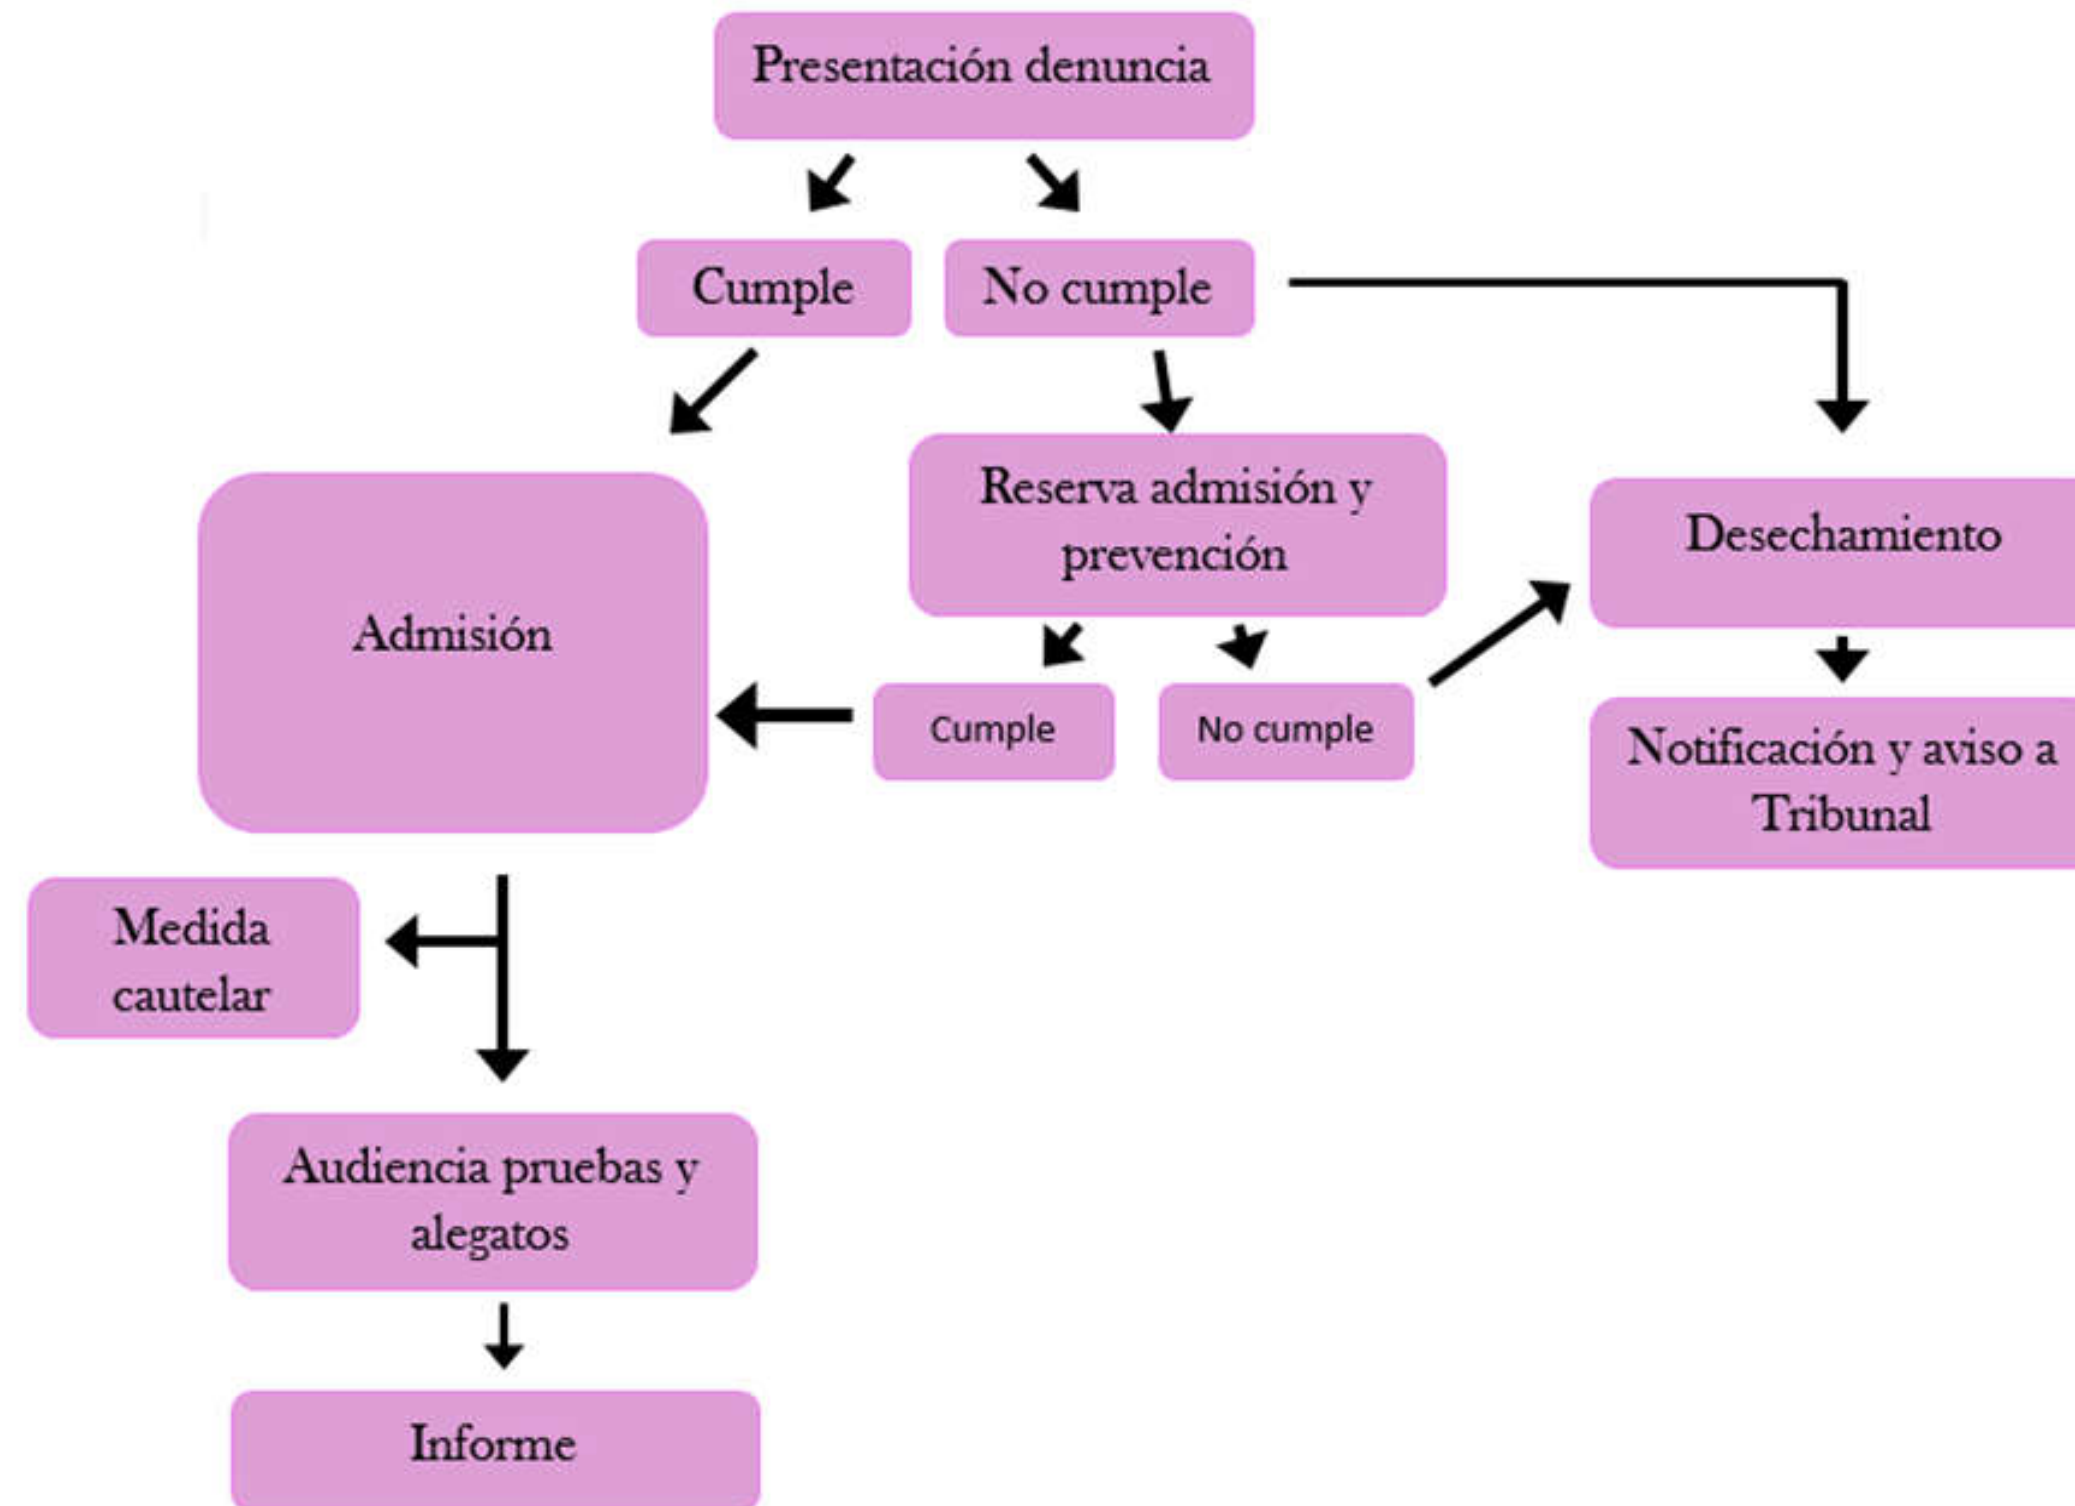 Presentación denuncia
Cumple
No cumple
Reserva admisión y
prevención
Desechamiento
Admisión
Cumple
No cumple
Notificación y aviso a
Tribunal
Medida
cautelar
Audiencia pruebas y
alegatos
Informe